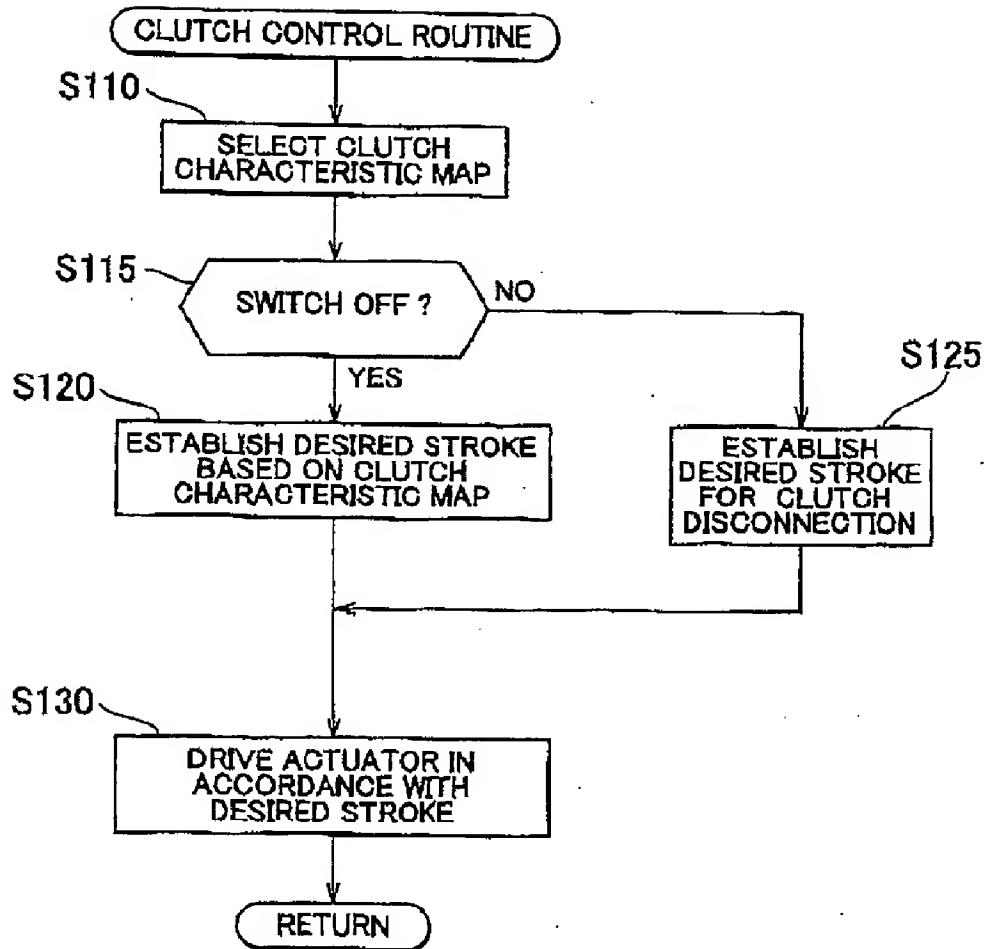 CLUTCH CONTROL ROUTINE
S110
SELECT CLUTCH
CHARACTERISTIC MAP
S115
SWITCH OFF ?
NO
YES
S120
ESTABLISH DESIRED STROKE
BASED ON CLUTCH
CHARACTERISTIC MAP
S125
ESTABLISH
DESIRED STROKE
FOR CLUTCH
DISCONNECTION
S130
DRIVE ACTUATOR IN
ACCORDANCE WITH
DESIRED STROKE
RETURN